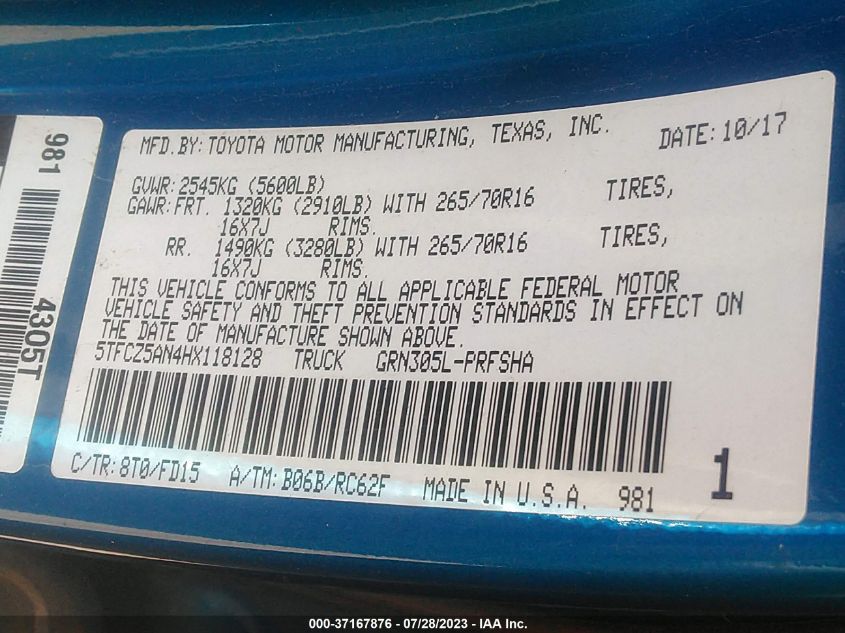 MFD.BY: TOYOTA MOTOR MANUFACTURING, TEXAS, INC. DATE: 10/17
GVWR: 2545KG (5600LB)
GAWR: FRT. 1320KG (2910LB) WITH 265/70R16 TIRES,
16X7J RIMS.
RR. 1490KG (3280LB) WITH 265/70R16 TIRES,
16X7J RIMS.
THIS VEHICLE CONFORMS TO ALL APPLICABLE FEDERAL MOTOR
VEHICLE SAFETY AND THEFT PREVENTION STANDARDS IN EFFECT ON
THE DATE OF MANUFACTURE SHOWN ABOVE.
5TFCZ5AN4HX118128 TRUCK GRN305L-PRFSHA
C/TR: 8T0/FD15 A/TM: B06B/RC62F MADE IN U.S.A. 981
1
981
4305T
000-37167876 / 07/28/2023 - IAA Inc.